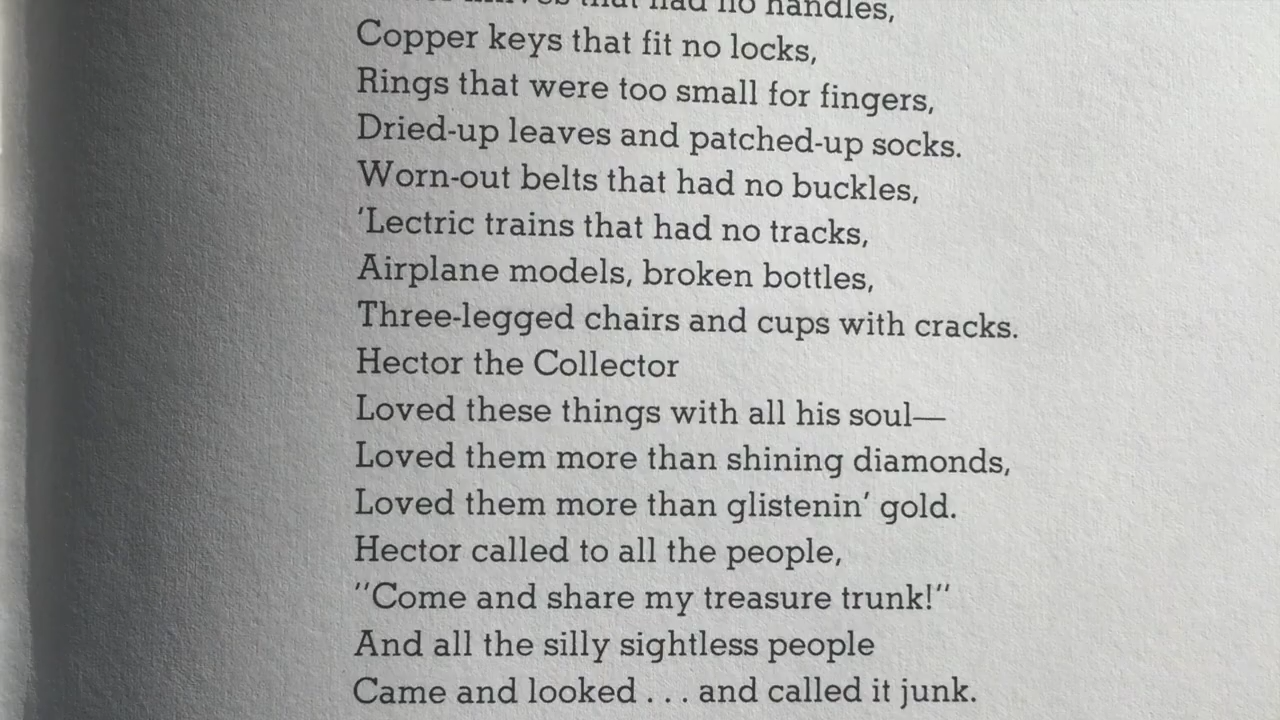 that had no handles,
Copper keys that fit no locks,
Rings that were too small for fingers,
Dried-up leaves and patched-up socks.
Worn-out belts that had no buckles,
'Lectric trains that had no tracks,
Airplane models, broken bottles,
Three-legged chairs and cups with cracks.
Hector the Collector
Loved these things with all his soul—
Loved them more than shining diamonds,
Loved them more than glistenin' gold.
Hector called to all the people,
"Come and share my treasure trunk!"
And all the silly sightless people
Came and looked . . . and called it junk.